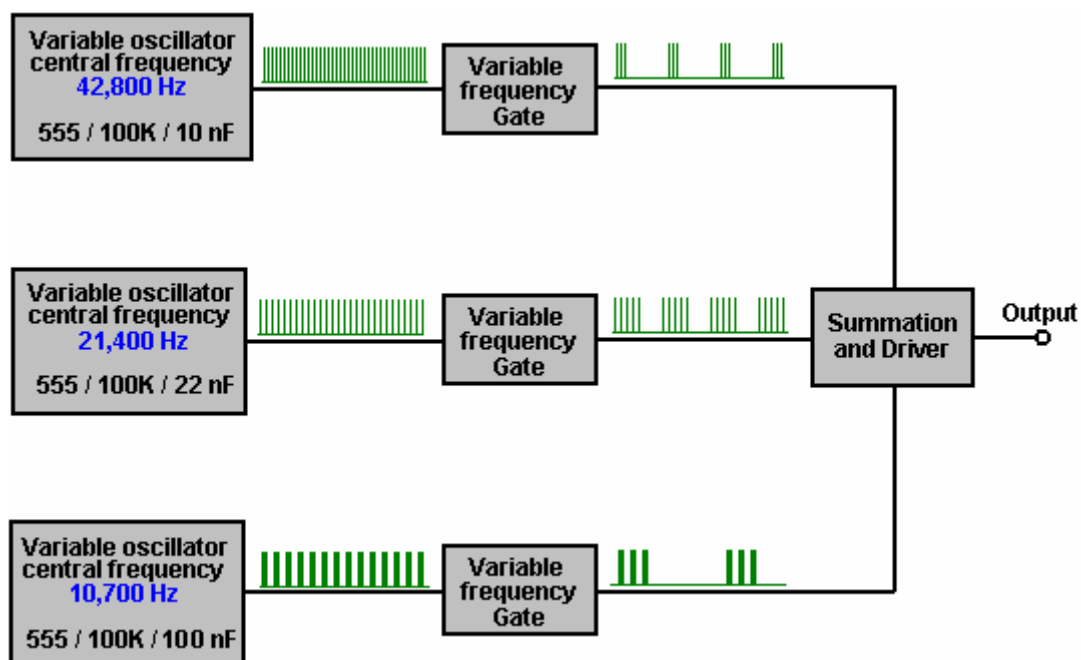 Variable oscillator
central frequency
42,800 Hz
555 / 100K / 10 nF
Variable
frequency
Gate
Variable oscillator
central frequency
21,400 Hz
555 / 100K / 22 nF
Variable
frequency
Gate
Summation
and Driver
Output
Variable oscillator
central frequency
10,700 Hz
555 / 100K / 100 nF
Variable
frequency
Gate